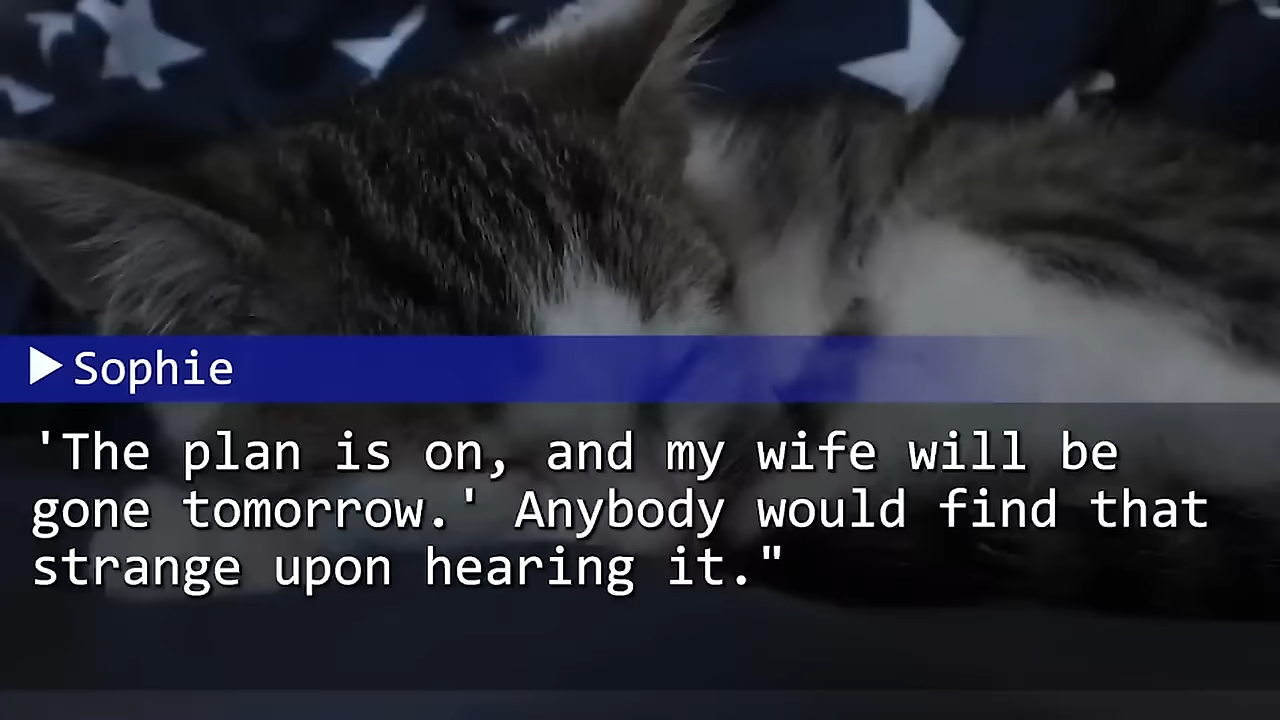 ▶Sophie
'The plan is on, and my wife will be
gone tomorrow.' Anybody would find that
strange upon hearing it."